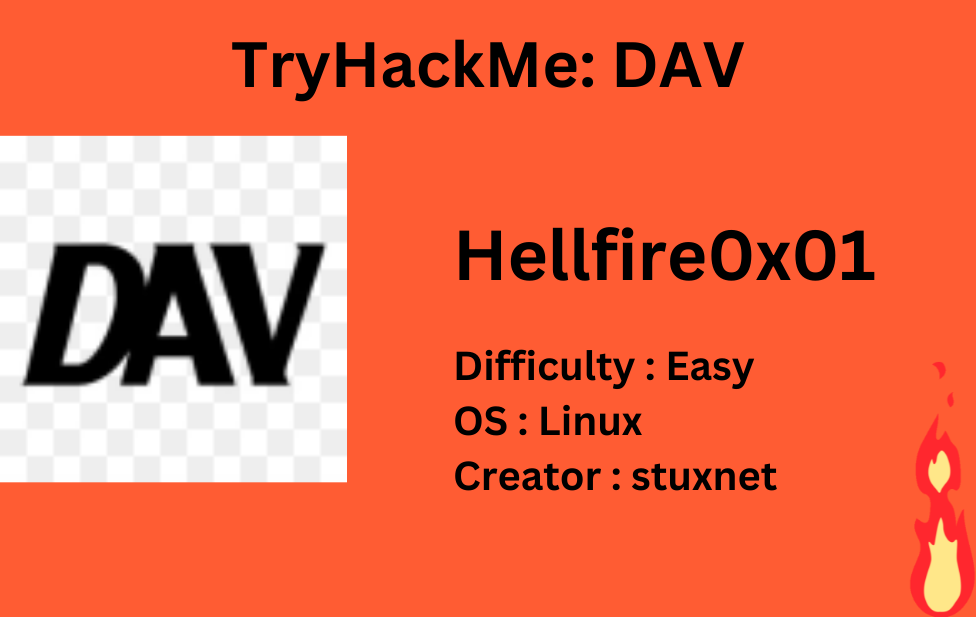 TryHackMe: DAV
DAV
Hellfire0x01
Difficulty : Easy
OS : Linux
Creator : stuxnet